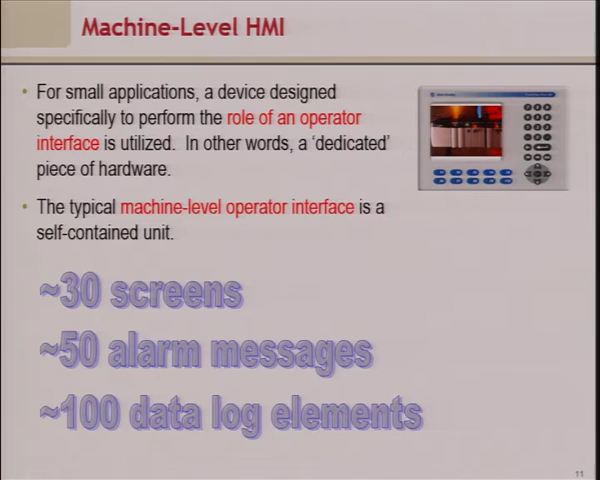 Machine-Level HMI
• For small applications, a device designed
specifically to perform the role of an operator
interface is utilized. In other words, a ‘dedicated’
piece of hardware.
• The typical machine-level operator interface is a
self-contained unit.
~30 screens
~50 alarm messages
~100 data log elements
11